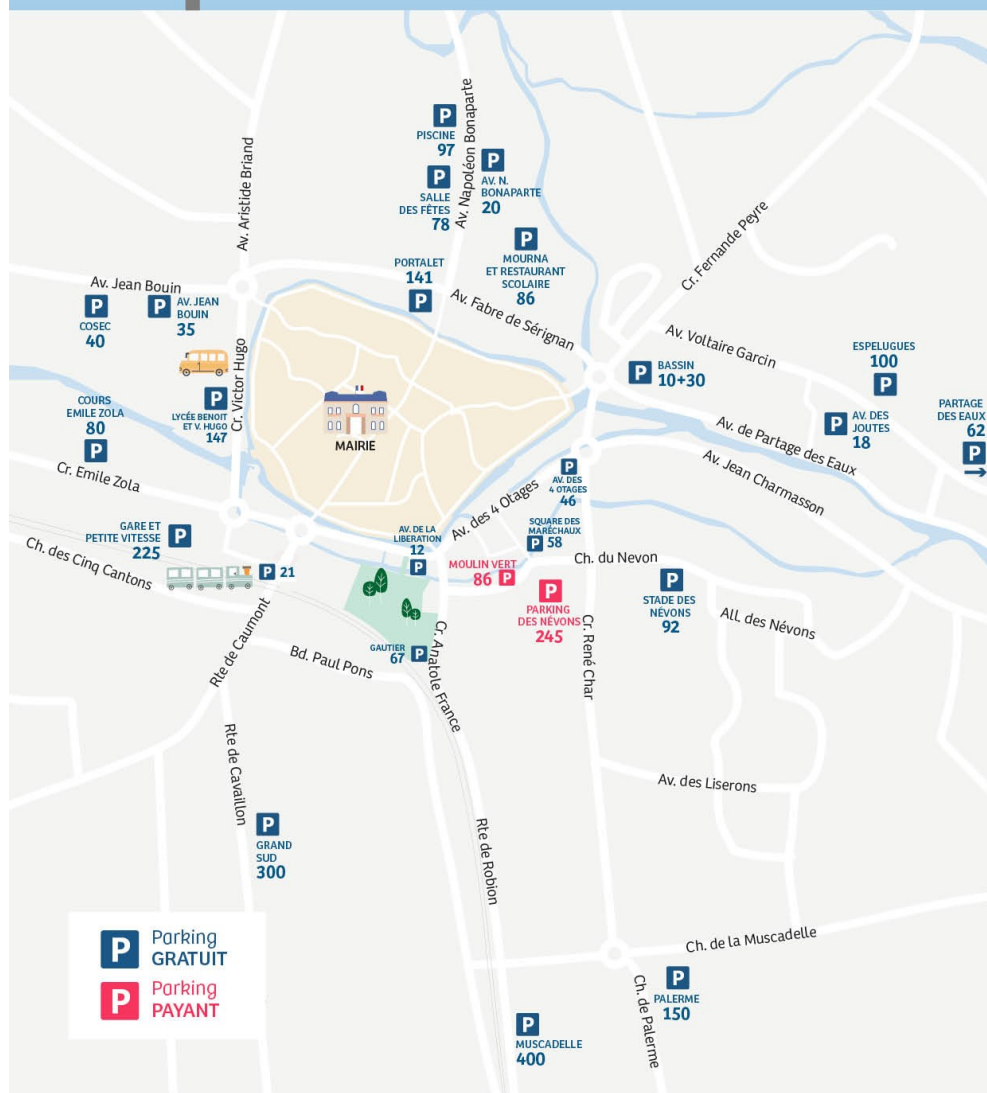 P
PISCINE
97
Av. Napoléon Bonaparte
P
AV. N.
BONAPARTE
20
P
SALLE
DES FÊTES
78
Av. Aristide Briand
P
MOURNA
ET RESTAURANT
SCOLAIRE
86
PORTALET
141
P
Cr. Fernande Peyre
Av. Jean Bouin
P
COSEC
40
P
AV. JEAN
BOUIN
35
Av. Fabre de Sérignan
Av. Voltaire Garcin
ESPELUGUES
100
P
P
BASSIN
10+30
Cr. Victor Hugo
P
LYCÉE BENOIT
ET V. HUGO
147
COURS
EMILE ZOLA
80
P
MAIRIE
P
AV. DES
JOUTES
18
PARTAGE
DES EAUX
62
P
→
Av. de Partage des Eaux
Av. Jean Charmasson
Cr. Emile Zola
P
AV. DES
4 OTAGES
46
Av. des 4 Otages
GARE ET
PETITE VITESSE
225
P
AV. DE LA
LIBERATION
12
P
SQUARE DES
MARÉCHAUX
P 58
Ch. des Cinq Cantons
P 21
MOULIN VERT
86 P
Ch. du Nevon
P
PARKING
DES NÉVONS
245
P
STADE DES
NÉVONS
92
All. des Névons
Rte de Caumont
Bd. Paul Pons
GAUTIER
67 P
Cr. Anatole France
Cr. René Char
Rte de Cavaillon
Av. des Liserons
P
GRAND
SUD
300
Rte de Robion
Ch. de la Muscadelle
P
PALERME
150
Ch. de Palerme
P
MUSCADELLE
400
P Parking
GRATUIT
P Parking
PAYANT